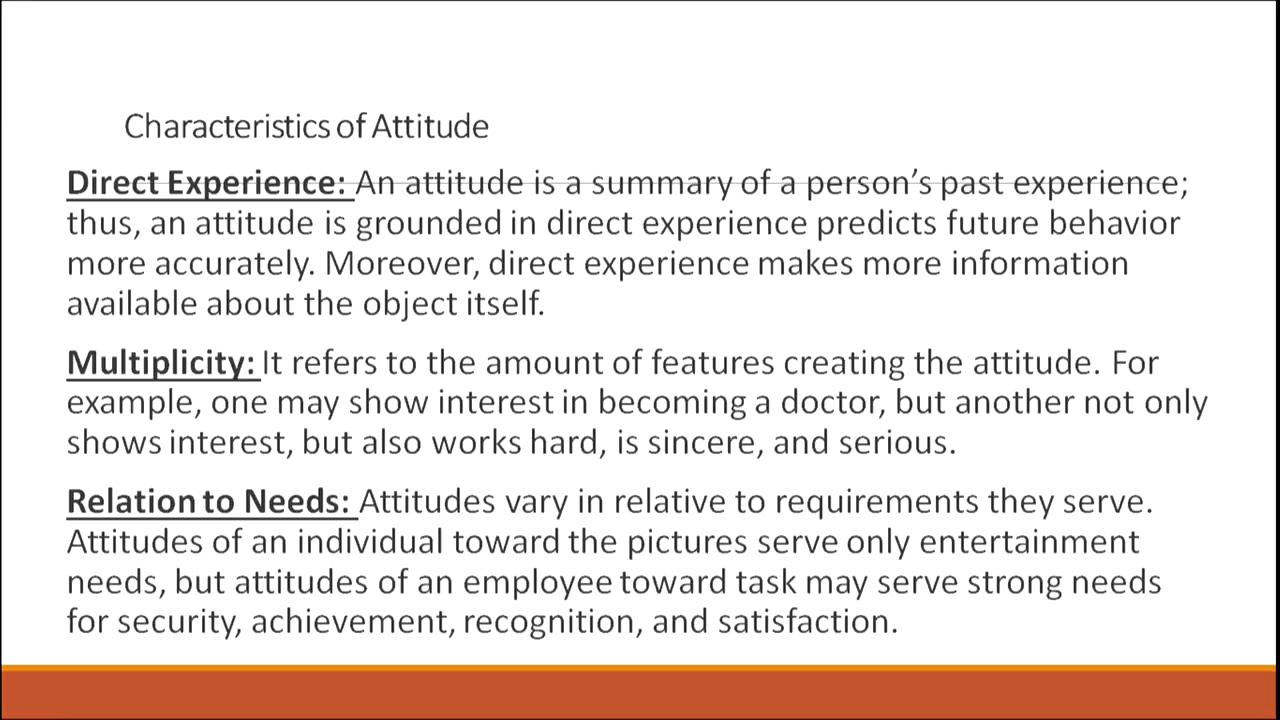 Characteristics of Attitude
Direct Experience: An attitude is a summary of a person’s past experience;
thus, an attitude is grounded in direct experience predicts future behavior
more accurately. Moreover, direct experience makes more information
available about the object itself.
Multiplicity: It refers to the amount of features creating the attitude. For
example, one may show interest in becoming a doctor, but another not only
shows interest, but also works hard, is sincere, and serious.
Relation to Needs: Attitudes vary in relative to requirements they serve.
Attitudes of an individual toward the pictures serve only entertainment
needs, but attitudes of an employee toward task may serve strong needs
for security, achievement, recognition, and satisfaction.